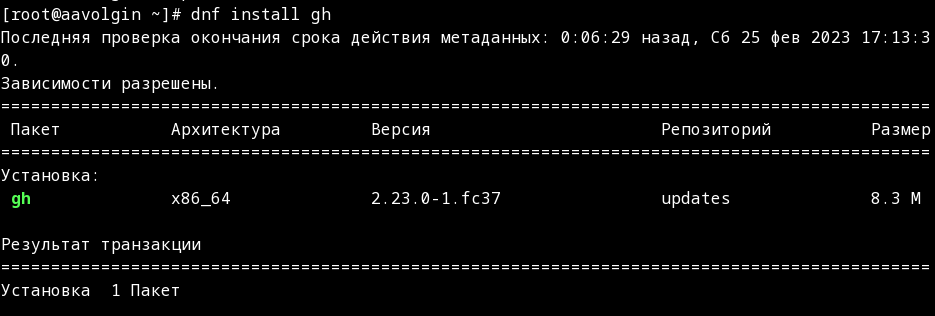 [root@aavolgin ~]# dnf install gh
Последняя проверка окончания срока действия метаданных: 0:06:29 назад, Сб 25 фев 2023 17:13:3
0.
Зависимости разрешены.
=============================================================================================
 Пакет           Архитектура         Версия                       Репозиторий          Размер
=============================================================================================
Установка:
 gh              x86_64              2.23.0-1.fc37                updates              8.3 M

Результат транзакции
=============================================================================================
Установка  1 Пакет